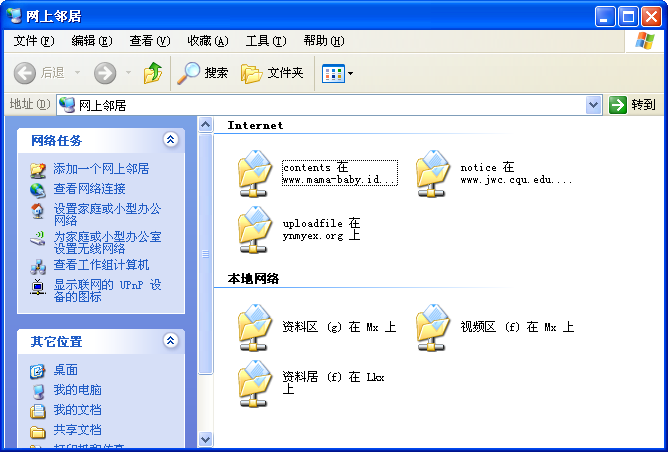 网上邻居
文件(F) 编辑(E) 查看(V) 收藏(A) 工具(T) 帮助(H)
后退 搜索 文件夹
地址(D) 网上邻居 转到
网络任务
添加一个网上邻居
查看网络连接
设置家庭或小型办公
网络
为家庭或小型办公室
设置无线网络
查看工作组计算机
显示联网的 UPnP 设
备的图标
其它位置
桌面
我的电脑
我的文档
共享文档
Internet
contents 在
www.mama-baby.id...
notice 在
www.jwc.cqu.edu....
uploadfile 在
ynmyex.org 上
本地网络
资料区 (g) 在 Mx 上
视频区 (f) 在 Mx 上
资料居 (f) 在 Lkx
上